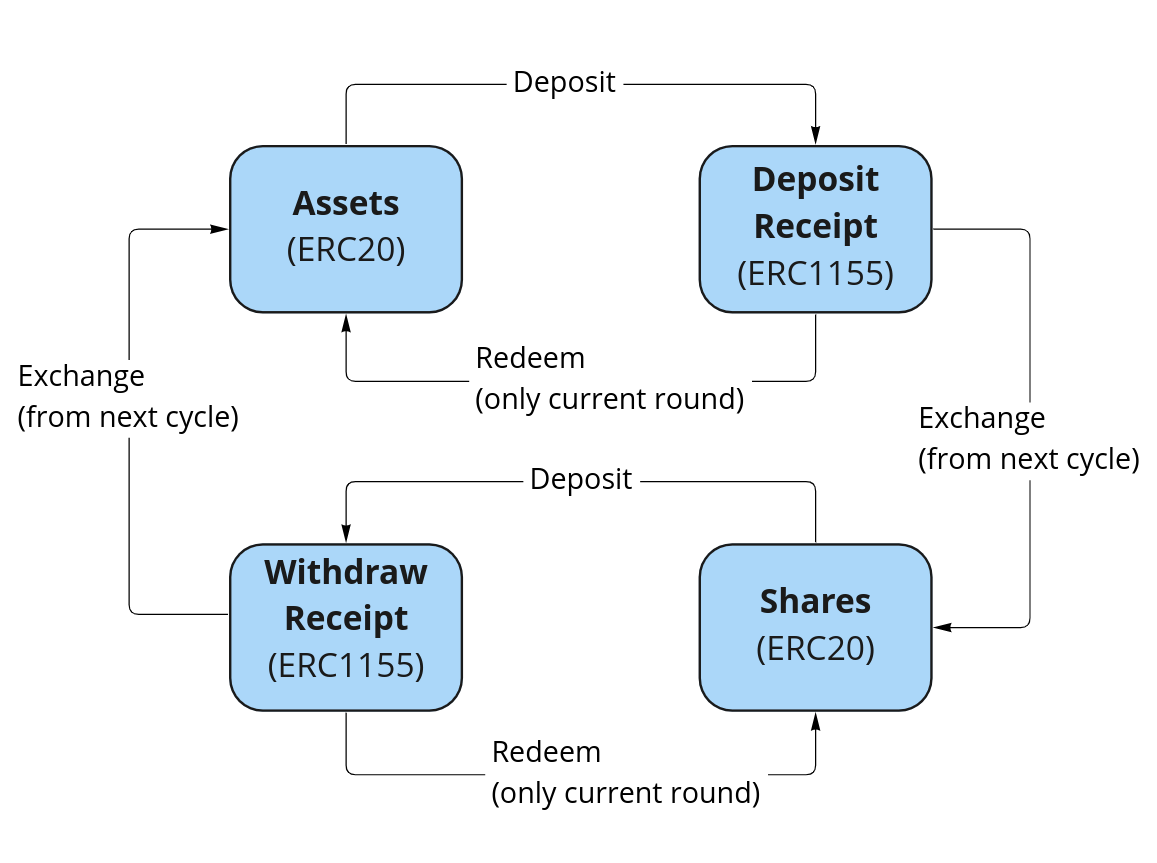 Deposit
Assets
(ERC20)
Deposit
Receipt
(ERC1155)
Redeem
(only current round)
Exchange
(from next cycle)
Exchange
(from next cycle)
Deposit
Withdraw
Receipt
(ERC1155)
Shares
(ERC20)
Redeem
(only current round)